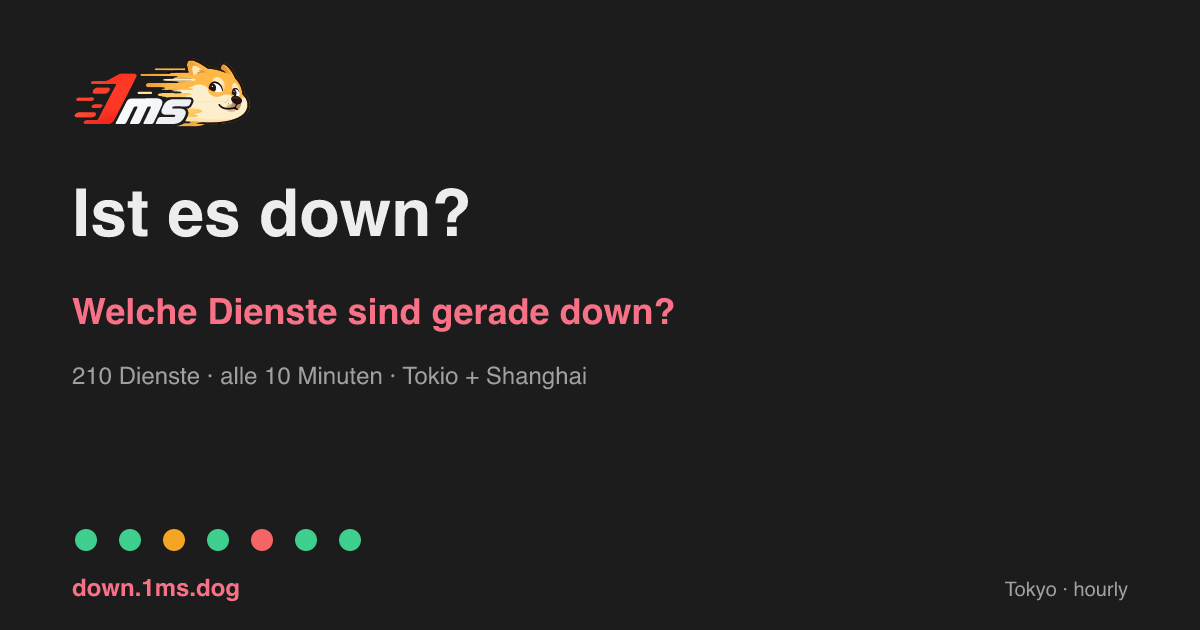 1ms
Ist es down?
Welche Dienste sind gerade down?
210 Dienste · alle 10 Minuten · Tokio + Shanghai
down.1ms.dog
Tokyo · hourly